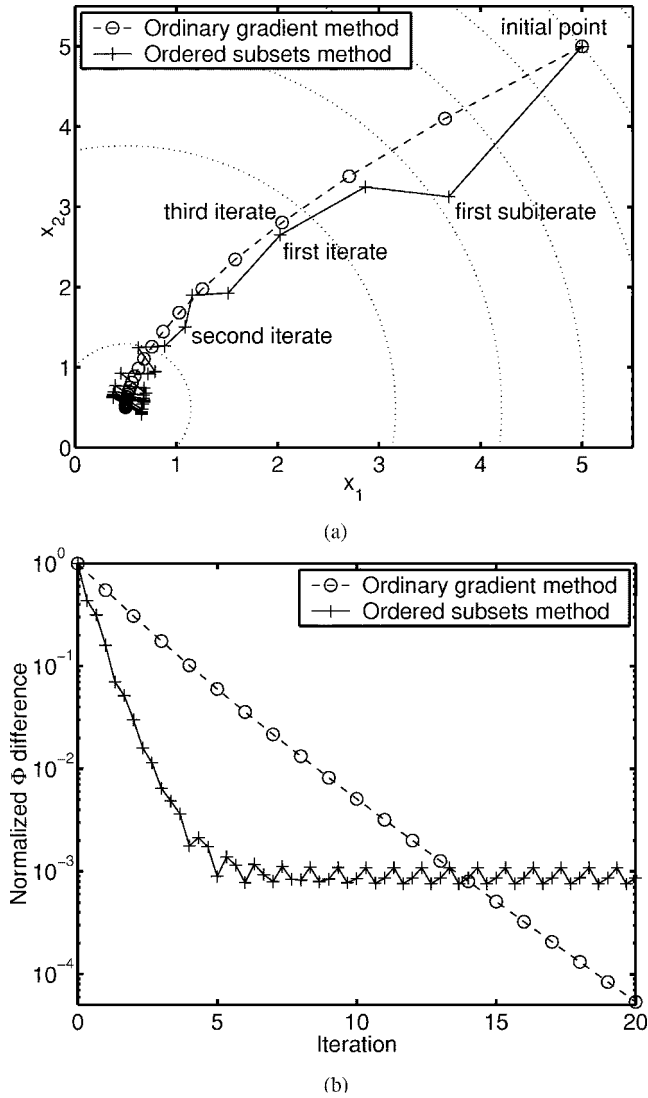 Ordinary gradient method
Ordered subsets method
initial point
third iterate
first subiterate
first iterate
second iterate
x_2
5
4
3
2
1
0
0 1 2 3 4 5
x_1
(a)
Ordinary gradient method
Ordered subsets method
Normalized Φ difference
10^0
10^-1
10^-2
10^-3
10^-4
0 5 10 15 20
Iteration
(b)